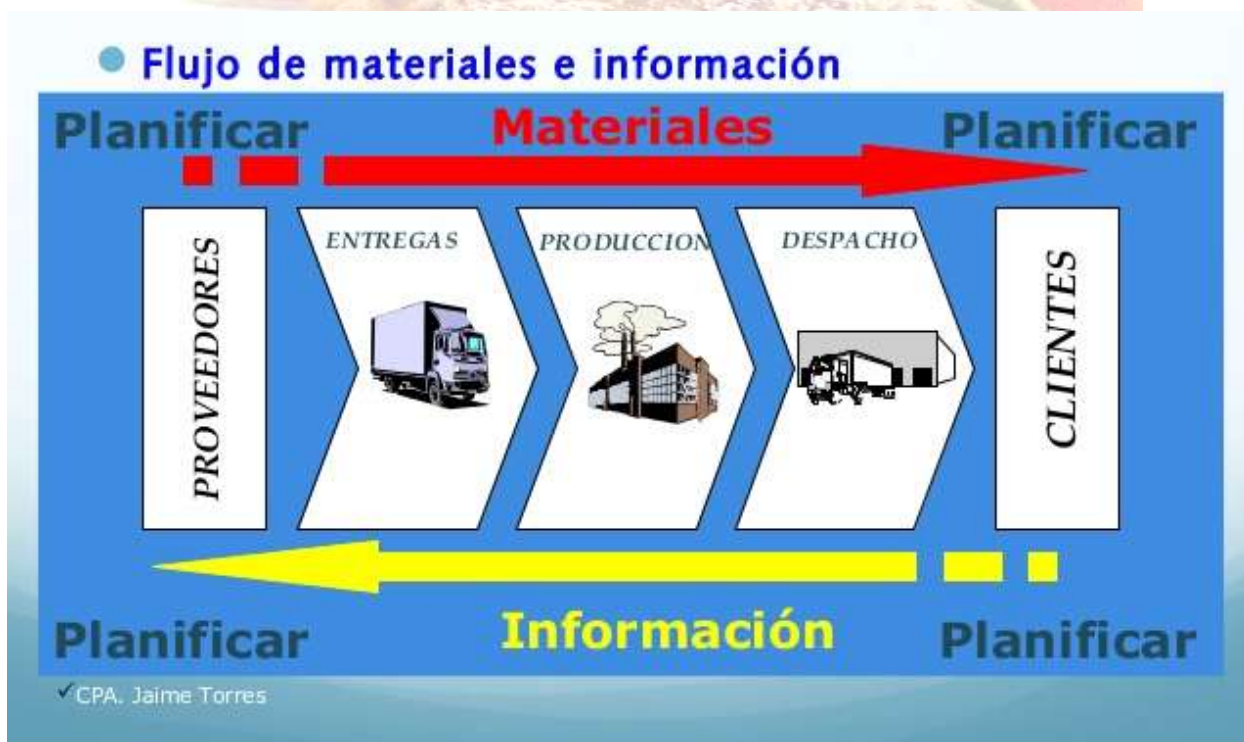 Flujo de materiales e información
Planificar
Materiales
Planificar
PROVEEDORES
ENTREGAS
PRODUCCION
DESPACHO
CLIENTES
Planificar
Información
Planificar
✓CPA. Jaime Torres